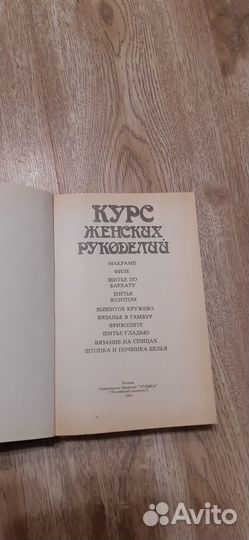 КУРС
ЖЕНСКИХ
РУКОДЕЛИЙ
МАКРАМЕ
ФИЛЕ
ШИТЬЕ ПО
БАРХАТУ
ШИТЬЕ
ЗОЛОТОМ
ВЫШИТОЕ КРУЖЕВО
ВЯЗАНЬЕ В ТАМБУР
ФРИВОЛИТЕ
ШИТЬЕ ГЛАДЬЮ
ВЯЗАНИЕ НА СПИЦАХ
ШТОПКА И ПОЧИНКА БЕЛЬЯ
Москва
Avito